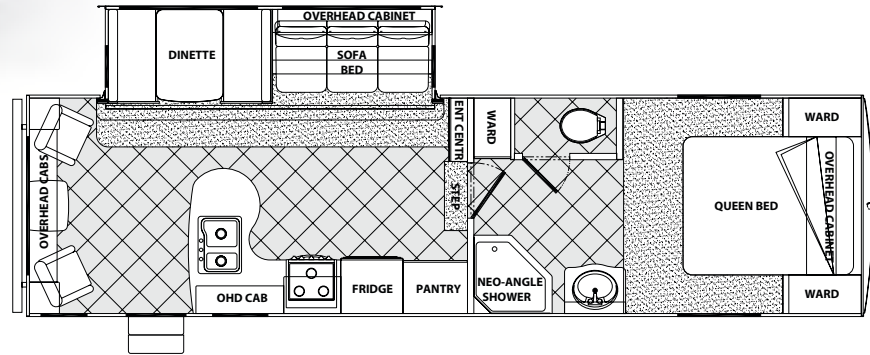 OVERHEAD CABINET
DINETTE
SOFA
BED
OVERHEAD CABS
ENT CENTR
WARD
STEP
WARD
QUEEN BED
OVERHEAD CABINET
OHD CAB
FRIDGE
PANTRY
NEO-ANGLE
SHOWER
WARD